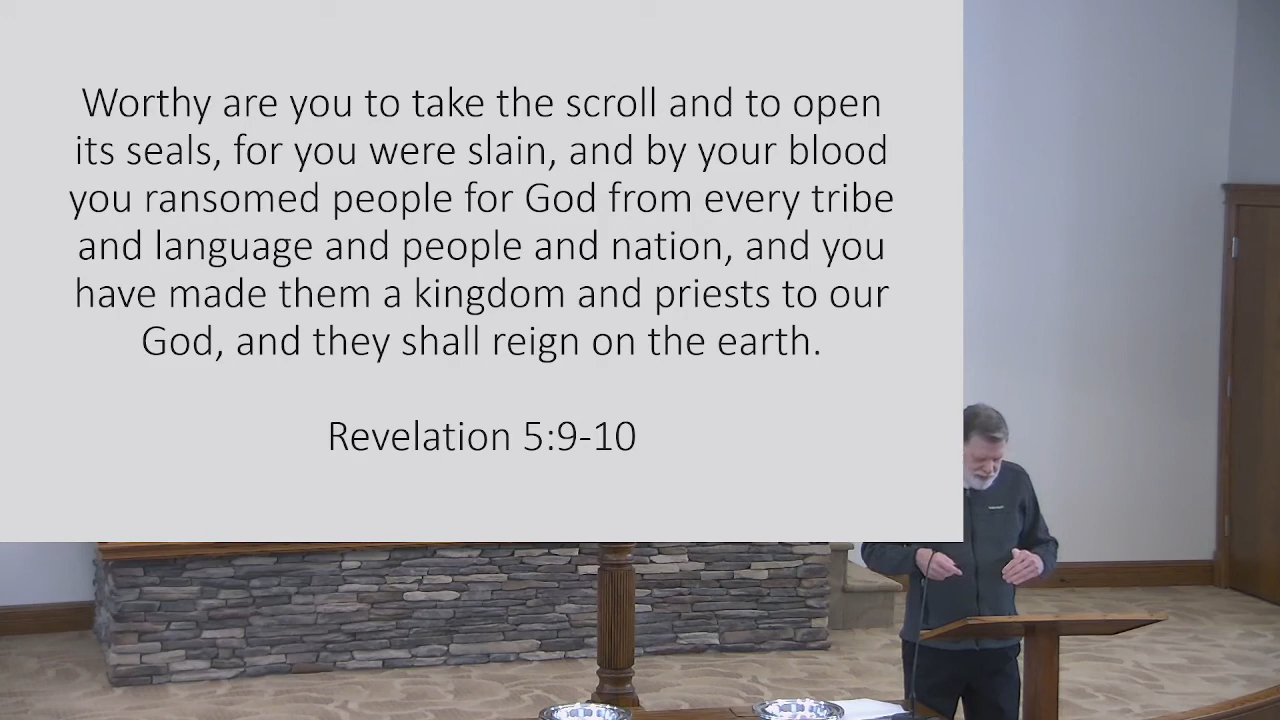 Worthy are you to take the scroll and to open
its seals, for you were slain, and by your blood
you ransomed people for God from every tribe
and language and people and nation, and you
have made them a kingdom and priests to our
God, and they shall reign on the earth.
Revelation 5:9-10